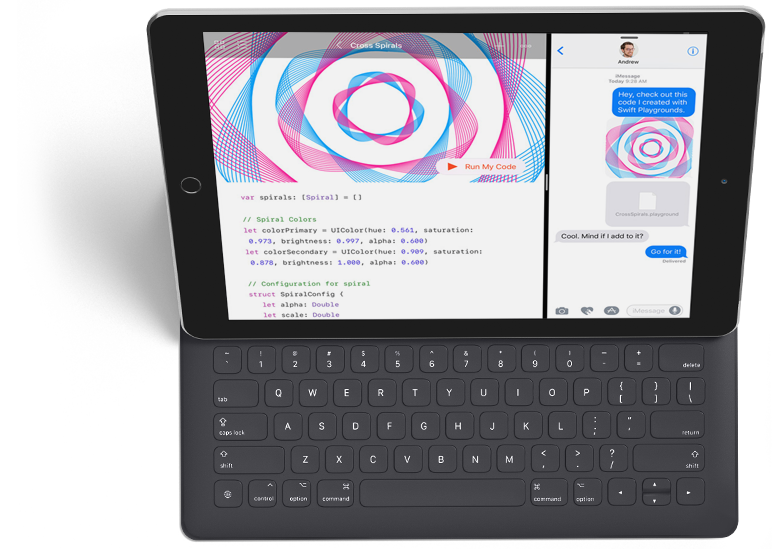 Cross Spirals
Run My Code
var spirals: [Spiral] = []
// Spiral Colors
let colorPrimary = UIColor(hue: 0.561, saturation:
0.973, brightness: 0.997, alpha: 0.600)
let colorSecondary = UIColor(hue: 0.909, saturation:
0.878, brightness: 1.000, alpha: 0.600)
// Configuration for spiral
struct SpiralConfig {
let alpha: Double
let scale: Double
Andrew
iMessage
Today 9:28 AM
Hey, check out this
code I created with
Swift Playgrounds.
CrossSpirals.playground
Cool. Mind if I add to it?
Go for it!
Delivered
iMessage
~ ! @ # $ % ^ & * ( ) – +
` 1 2 3 4 5 6 7 8 9 0 - = delete
tab Q W E R T Y U I O P { [ } ] | \
caps lock A S D F G H J K L : ; " ' return
shift Z X C V B N M < , > . ? / shift
control option command command option